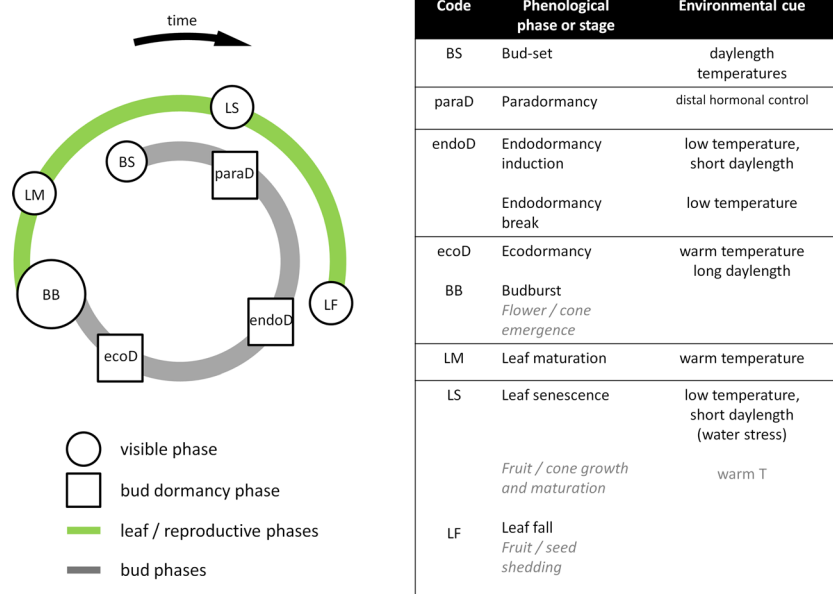 time
LS
BS
paraD
LM
BB
LF
endoD
ecoD
visible phase
bud dormancy phase
leaf / reproductive phases
bud phases
Code Phenological phase or stage Environmental cue
BS Bud-set daylength
temperatures
paraD Paradormancy distal hormonal control
endoD Endodormancy low temperature,
induction short daylength
Endodormancy low temperature
break
ecoD Ecodormancy warm temperature
long daylength
BB Budburst
Flower / cone
emergence
LM Leaf maturation warm temperature
LS Leaf senescence low temperature,
short daylength
(water stress)
Fruit / cone growth warm T
and maturation
LF Leaf fall
Fruit / seed
shedding